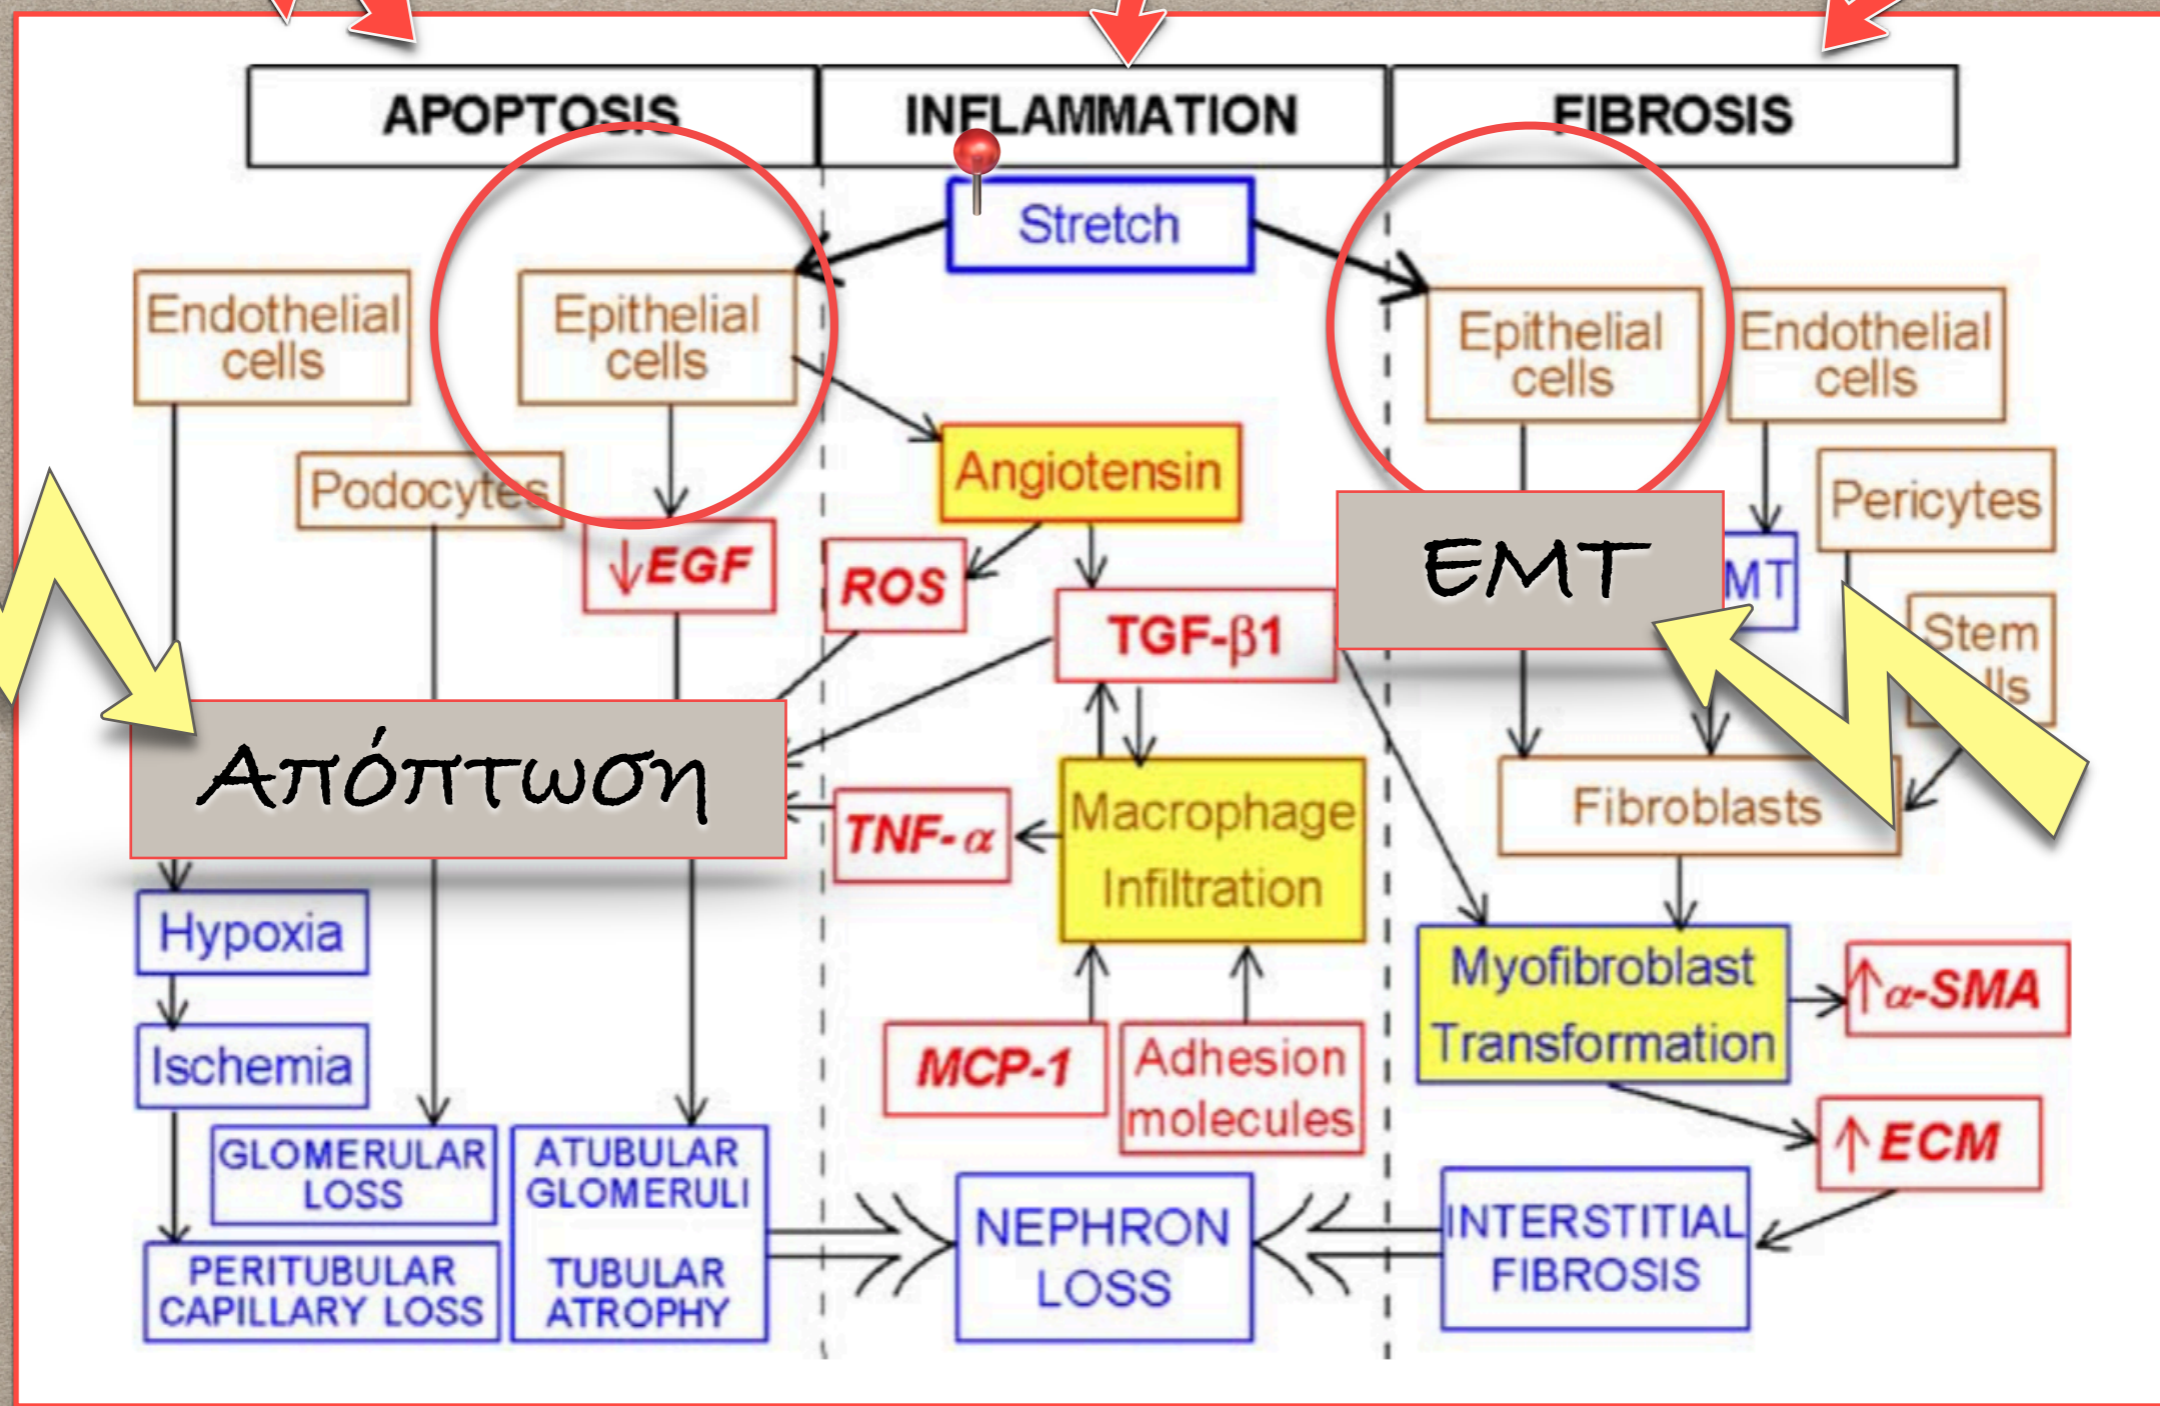 APOPTOSIS
INFLAMMATION
FIBROSIS
Stretch
Endothelial
cells
Epithelial
cells
Epithelial
cells
Endothelial
cells
Podocytes
Angiotensin
Pericytes
↓EGF
ROS
TGF-β1
EMT
MT
Stem
lls
Απόπτωση
TNF-α
Macrophage
Infiltration
Fibroblasts
Hypoxia
Myofibroblast
Transformation
↑α-SMA
Ischemia
MCP-1
Adhesion
molecules
↑ECM
GLOMERULAR
LOSS
ATUBULAR
GLOMERULI
TUBULAR
ATROPHY
PERITUBULAR
CAPILLARY LOSS
NEPHRON
LOSS
INTERSTITIAL
FIBROSIS